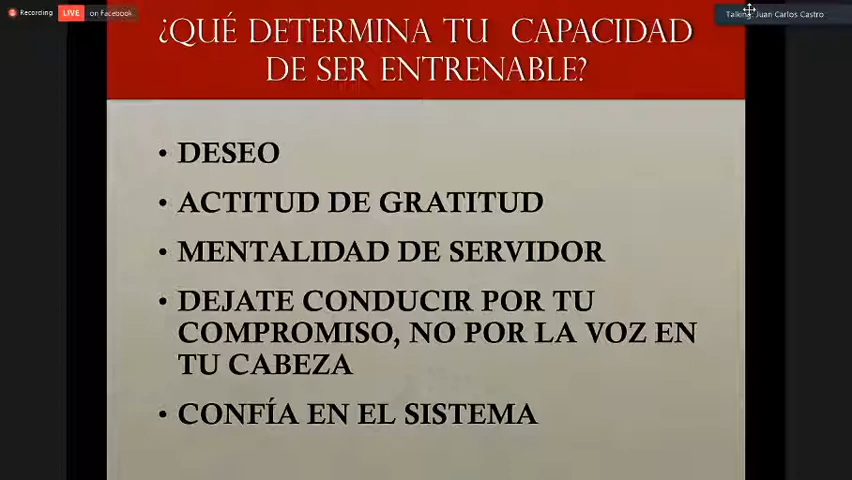 Recording LIVE on Facebook
Talking: Juan Carlos Castro
¿QUÉ DETERMINA TU CAPACIDAD
DE SER ENTRENABLE?
• DESEO
• ACTITUD DE GRATITUD
• MENTALIDAD DE SERVIDOR
• DEJATE CONDUCIR POR TU
COMPROMISO, NO POR LA VOZ EN
TU CABEZA
• CONFÍA EN EL SISTEMA